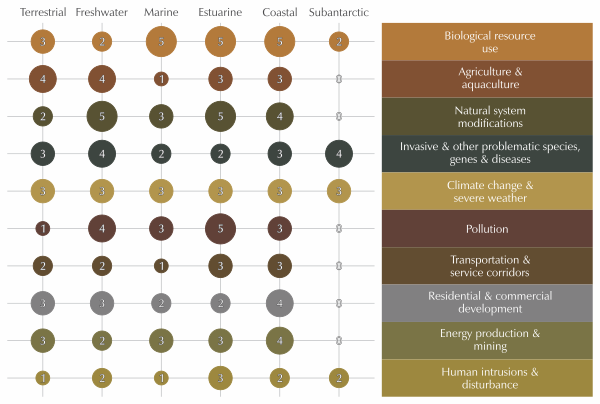 Terrestrial Freshwater Marine Estuarine Coastal Subantarctic
3 2 5 5 5 2 Biological resource
use
4 4 1 3 3 0 Agriculture &
aquaculture
2 5 3 5 4 0 Natural system
modifications
3 4 2 2 3 4 Invasive & other problematic species,
genes & diseases
3 3 3 3 3 3 Climate change &
severe weather
1 4 3 5 3 0 Pollution
2 2 1 3 3 0 Transportation &
service corridors
3 3 2 2 4 0 Residential & commercial
development
3 2 3 3 4 0 Energy production &
mining
1 2 1 3 2 2 Human intrusions &
disturbance